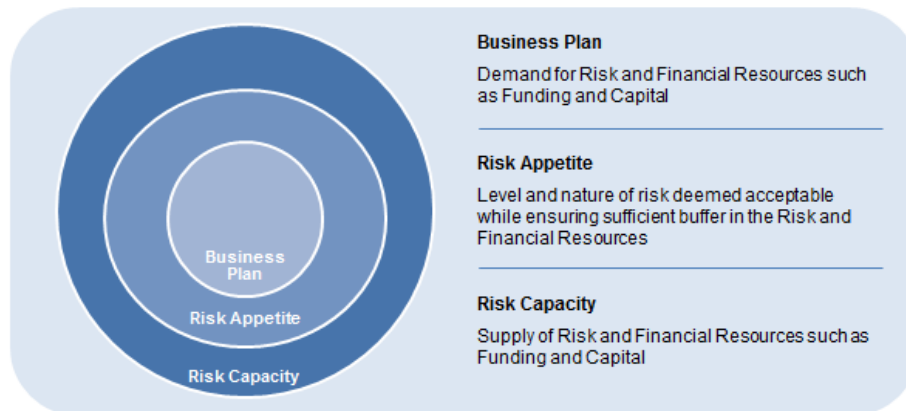 Business Plan
Demand for Risk and Financial Resources such
as Funding and Capital
Risk Appetite
Level and nature of risk deemed acceptable
while ensuring sufficient buffer in the Risk and
Financial Resources
Risk Capacity
Supply of Risk and Financial Resources such as
Funding and Capital
Business
Plan
Risk Appetite
Risk Capacity